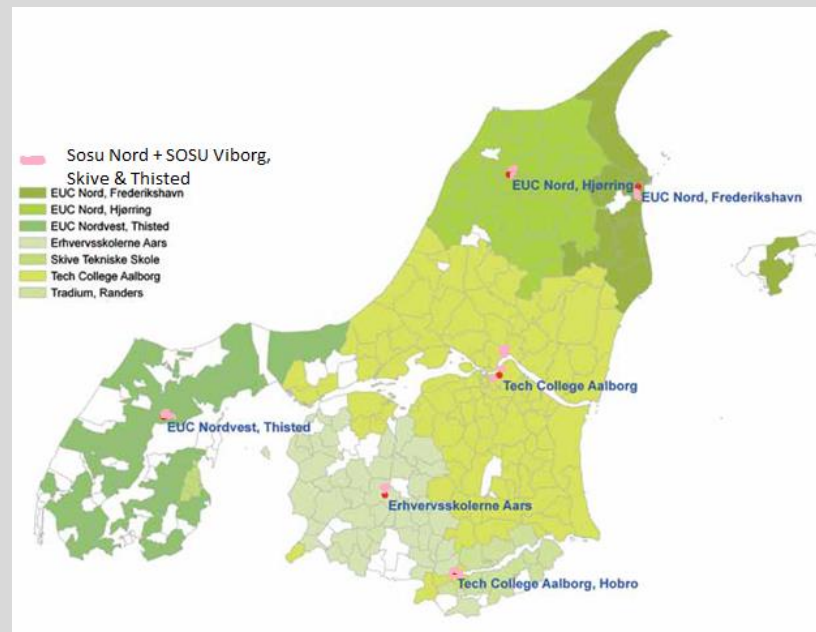 Sosu Nord + SOSU Viborg,
Skive & Thisted
EUC Nord, Frederikshavn
EUC Nord, Hjørring
EUC Nordvest, Thisted
Erhvervsskolerne Aars
Skive Tekniske Skole
Tech College Aalborg
Tradium, Randers
EUC Nord, Hjørring
EUC Nord, Frederikshavn
Tech College Aalborg
EUC Nordvest, Thisted
Erhvervsskolerne Aars
Tech College Aalborg, Hobro